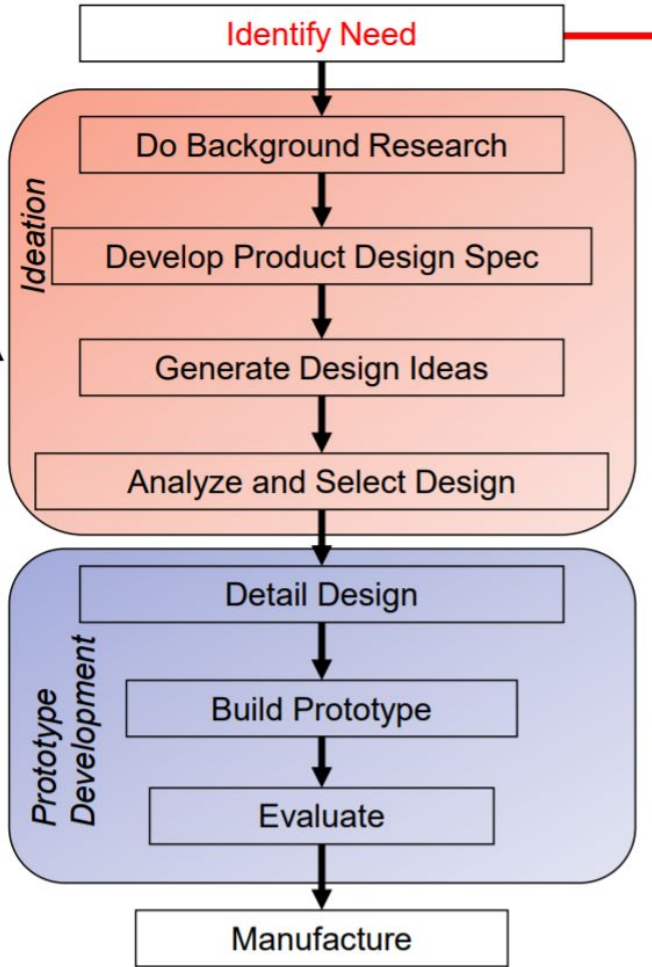 Identify Need
Do Background Research
Ideation
Develop Product Design Spec
Generate Design Ideas
Analyze and Select Design
Detail Design
Prototype
Development
Build Prototype
Evaluate
Manufacture